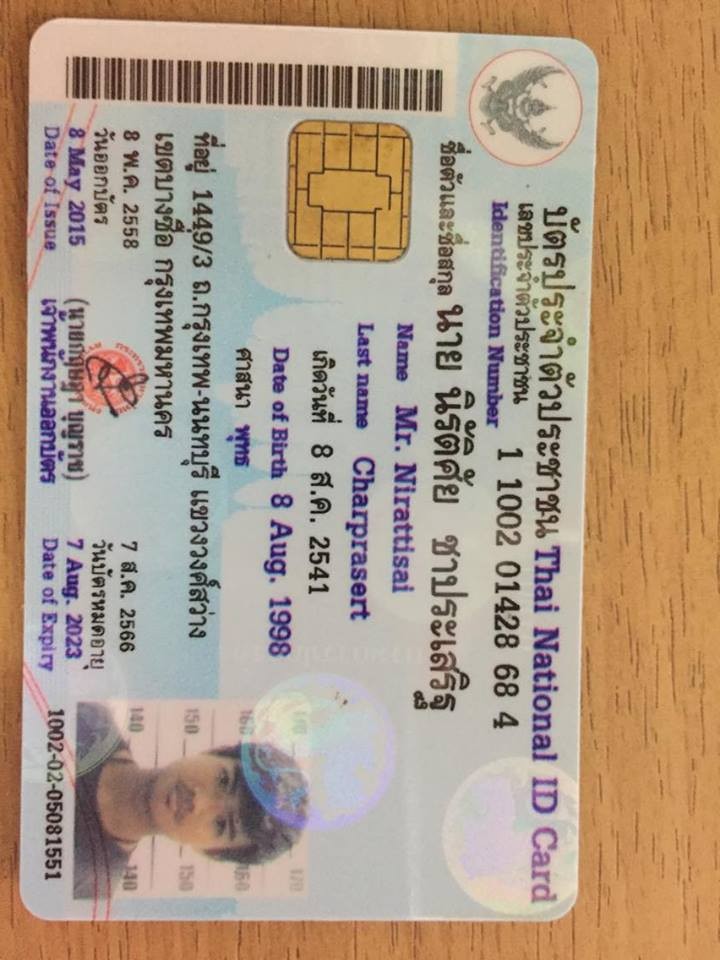 บัตรประจำตัวประชาชน Thai National ID Card
เลขประจำตัวประชาชน 1 1002 01428 68 4
Identification Number
ชื่อตัวและชื่อสกุล นาย นิรัติศัย ชาประเสริฐ
Name Mr. Nirattisai
Last name Charprasert
เกิดวันที่ 8 ส.ค. 2541
Date of Birth 8 Aug. 1998
ศาสนา พุทธ
ที่อยู่ 1449/3 ถ.กรุงเทพ-นนทบุรี แขวงวงศ์สว่าง
เขตบางซื่อ กรุงเทพมหานคร
8 พ.ค. 2558
วันออกบัตร
8 May 2015
Date of Issue
บุญราช)
เจ้าพนักงานออกบัตร
7 ส.ค. 2566
วันบัตรหมดอายุ
7 Aug. 2023
Date of Expiry
170 170
160 160
150 150
140 140
1002-02-05081551